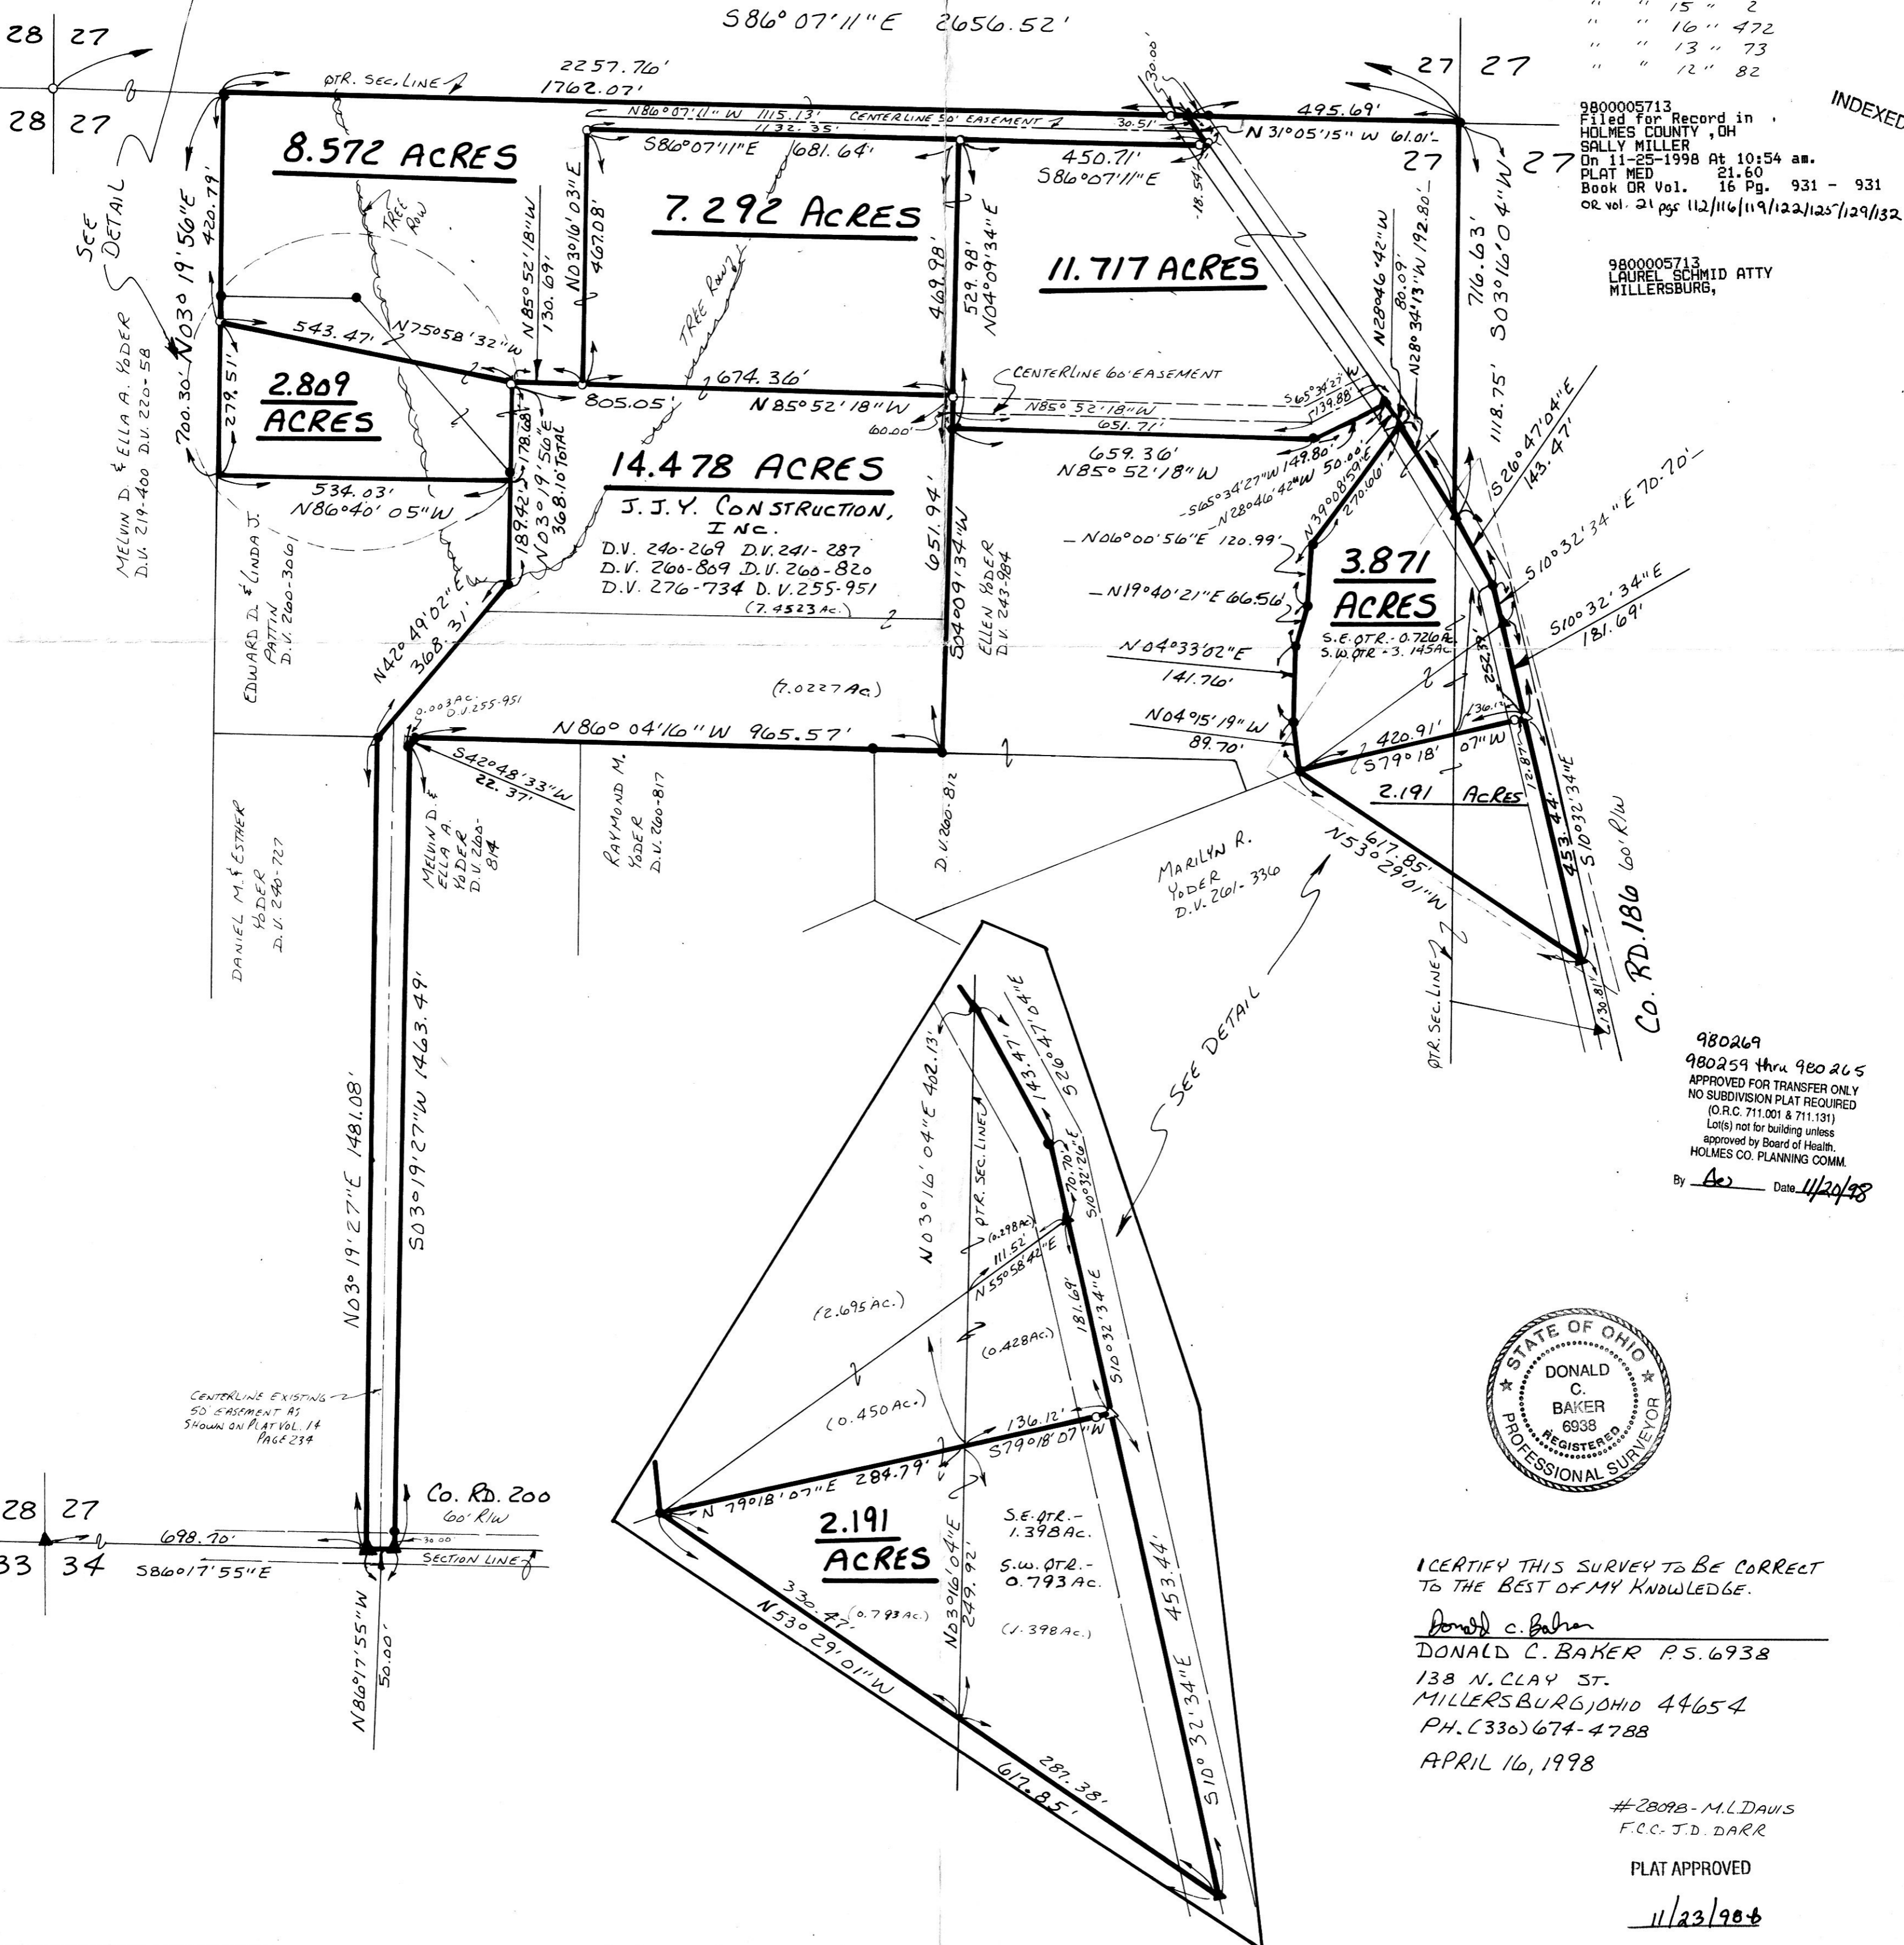 S86° 07' 11" E 2656.52'
" " 15 " 2
" " 16 " 472
" " 13 " 73
" " 12 " 82
28 27
28 27
QTR. SEC. LINE
2257.76'
1762.07'
N86°07'11"W 1115.13' CENTERLINE 50' EASEMENT
1132.35'
30.51'
30.00'
495.69'
N 31°05'15" W 61.01'
27 27
27 27
INDEXED
9800005713
Filed for Record in
HOLMES COUNTY ,OH
SALLY MILLER
On 11-25-1998 At 10:54 am.
PLAT MED 21.60
Book OR Vol. 16 Pg. 931 - 931
OR vol. 21 pgs 112/116/119/122/125/129/132
9800005713
LAUREL SCHMID ATTY
MILLERSBURG,
SEE DETAIL
8.572 ACRES
S86°07'11"E 681.64'
450.71'
S86°07'11"E
18.54'
7.292 ACRES
11.717 ACRES
TREE ROW
TREE ROW
420.79'
700.30' N03°19'56"E
279.51'
N85°52'18"W
130.69'
N03°16'03"E
467.08'
469.98'
529.98'
N04°09'34"E
N28°46'42"W
80.09'
N28°34'13"W 192.80'
716.63'
1118.75' S03°16'04"W
543.47' N75°58'32"W
2.809
ACRES
534.03'
N86°40'05"W
MELVIN D. & ELLA A. YODER
D.V. 219-400 D.V. 220-58
674.36'
805.05'
N85°52'18"W
CENTERLINE 60' EASEMENT
N85°52'18"W
651.71'
60.00'
659.36'
N85°52'18"W
S65°34'27"W
139.88'
S65°34'27"W 149.80'
N28°46'42"W 50.00'
N39°08'59"E
270.66'
N06°00'56"E 120.99'
N19°40'21"E 66.56'
N04°33'02"E
141.76'
N04°15'19"W
89.70'
S26°47'04"E
143.47'
S10°32'34"E 70.70'
S10°32'34"E
181.69'
178.68'
189.42'
N03°19'56"E
368.10' TOTAL
14.478 ACRES
J.J.Y. CONSTRUCTION,
INC.
D.V. 240-269 D.V. 241-287
D.V. 260-809 D.V. 260-820
D.V. 276-734 D.V. 255-951
(7.4523 Ac.)
(7.0227 Ac)
651.94'
S04°09'34"W
ELLEN YODER
D.V. 243-984
EDWARD D. & LINDA J.
PATTIN
D.V. 260-3061
N42°49'02"E
368.31'
0.003 AC.
D.V. 255-951
N86°04'16"W 965.57'
S42°48'33"W
22.37'
3.871
ACRES
S.E. QTR.- 0.726 Ac
S.W. QTR - 3.145 AC
252.39'
136.12'
420.91'
S79°18'07"W
12.87'
2.191 ACRES
617.85'
N53°29'01"W
453.44'
S10°32'34"E
130.81'
CO. RD. 186 60' R/W
QTR. SEC. LINE
DANIEL M. & ESTHER
YODER
D.V. 240-727
MELVIN D. &
ELLA A.
YODER
D.V. 260-
814
RAYMOND M.
YODER
D.V. 260-817
D.V. 260-812
MARILYN R.
YODER
D.V. 261-336
SEE DETAIL
N03°19'27"E 1481.08'
S03°19'27"W 1463.49'
CENTERLINE EXISTING
50' EASEMENT AS
SHOWN ON PLAT VOL. 14
PAGE 234
28 27
33 34
698.70'
S86°17'55"E
CO. RD. 200
60' R/W
30.00
SECTION LINE
N86°17'55"W
50.00'
N03°16'04"E 402.13'
QTR. SEC. LINE
143.47'
S26°47'04"E
70.70'
S10°32'26"E
(0.298 Ac.)
111.52'
N55°58'42"E
(2.695 AC.)
(0.428 AC.)
181.69'
S10°32'34"E
(0.450 AC.)
136.12'
S79°18'07"W
N 79°18'07"E 284.79'
2.191
ACRES
S.E. QTR.-
1.398 Ac.
S.W. QTR.-
0.793 Ac.
N03°16'04"E
249.92'
330.47'
(0.793 Ac.)
(1.398 Ac.)
N53°29'01"W
287.38'
617.85'
S10°32'34"E 453.44'
980269
980259 thru 980265
APPROVED FOR TRANSFER ONLY
NO SUBDIVISION PLAT REQUIRED
(O.R.C. 711.001 & 711.131)
Lot(s) not for building unless
approved by Board of Health.
HOLMES CO. PLANNING COMM.
By Date 11/20/98
STATE OF OHIO
DONALD
C.
BAKER
6938
REGISTERED
PROFESSIONAL SURVEYOR
I CERTIFY THIS SURVEY TO BE CORRECT
TO THE BEST OF MY KNOWLEDGE.
Donald C. Baker
DONALD C. BAKER P.S. 6938
138 N. CLAY ST.
MILLERSBURG, OHIO 44654
PH. (330) 674-4788
APRIL 16, 1998
#28098 - M.L. DAVIS
F.C.C.- J.D. DARR
PLAT APPROVED
11/23/98